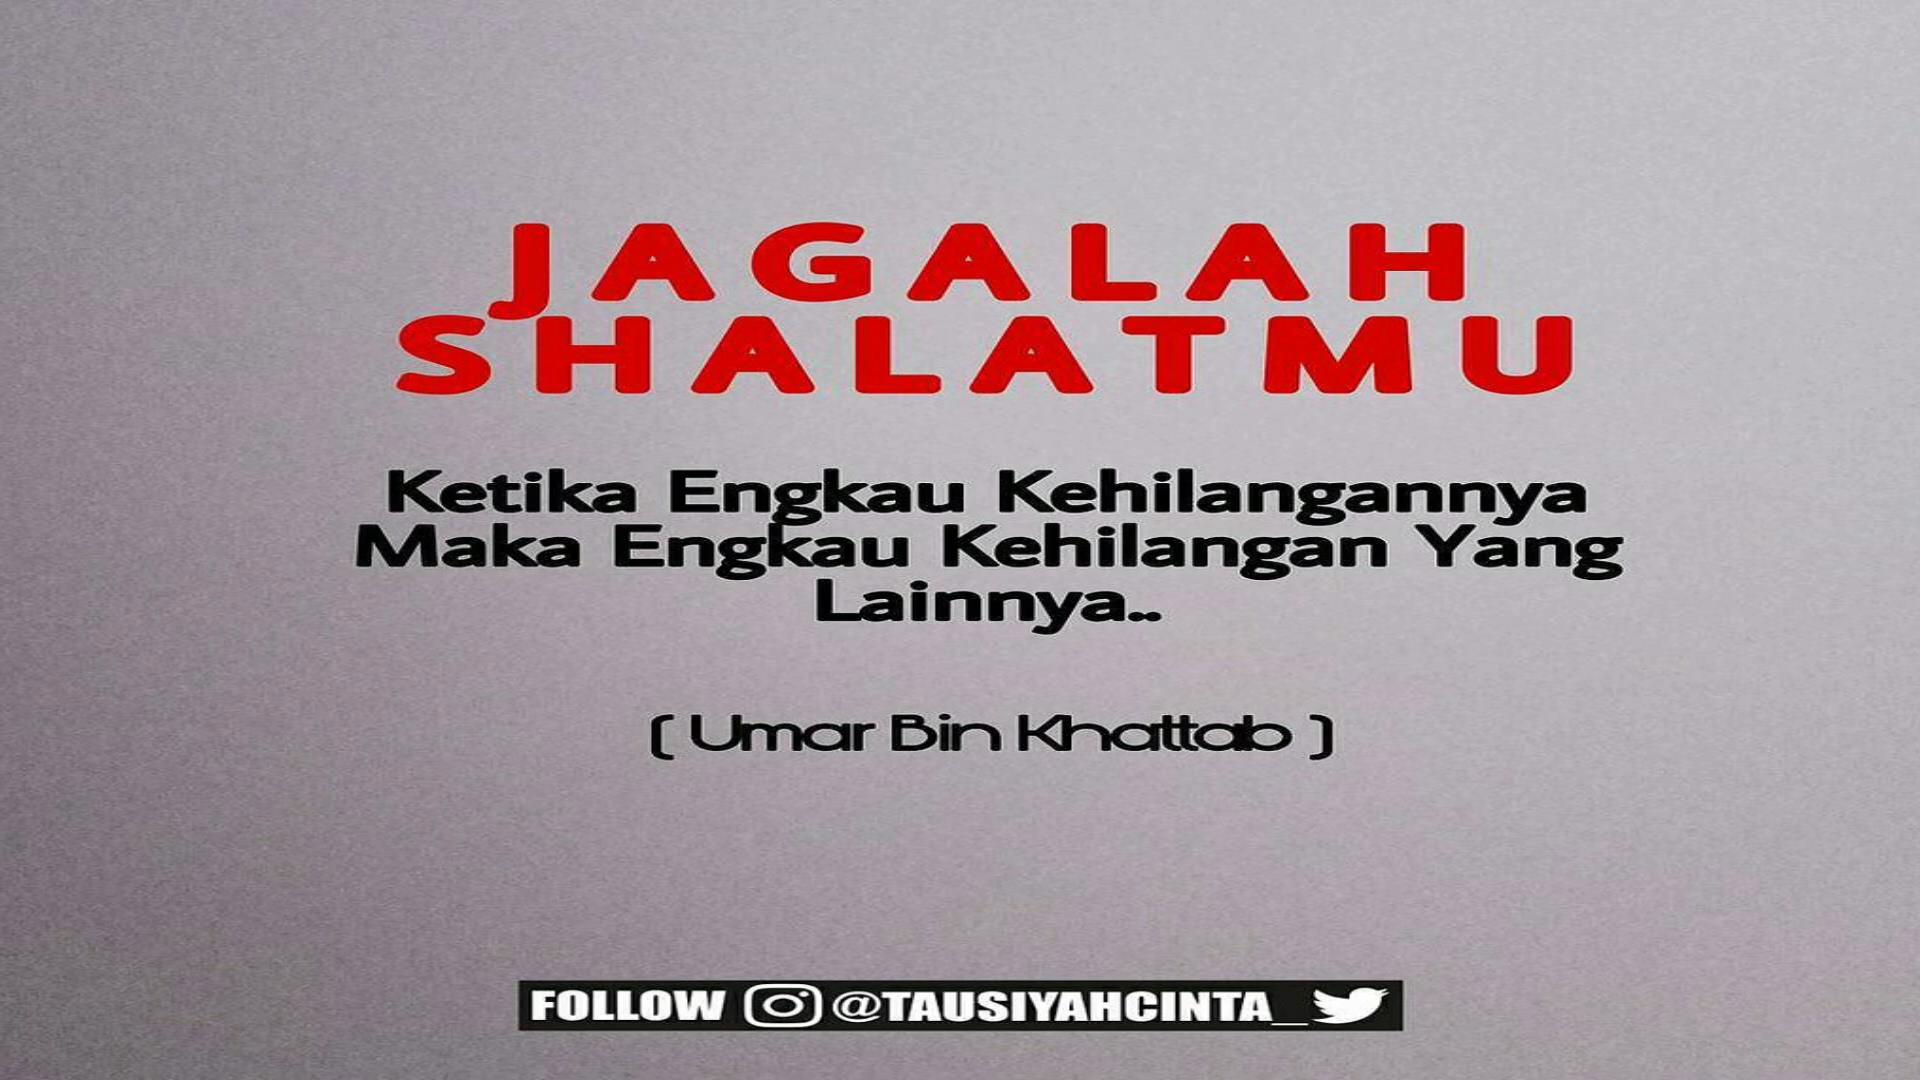 JAGALAH
SHALATMU
Ketika Engkau Kehilangannya
Maka Engkau Kehilangan Yang
Lainnya..
( Umar Bin Khattab )
FOLLOW @TAUSIYAHCINTA_